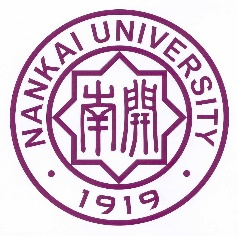 NANKAI UNIVERSITY
南開
· 1919 ·